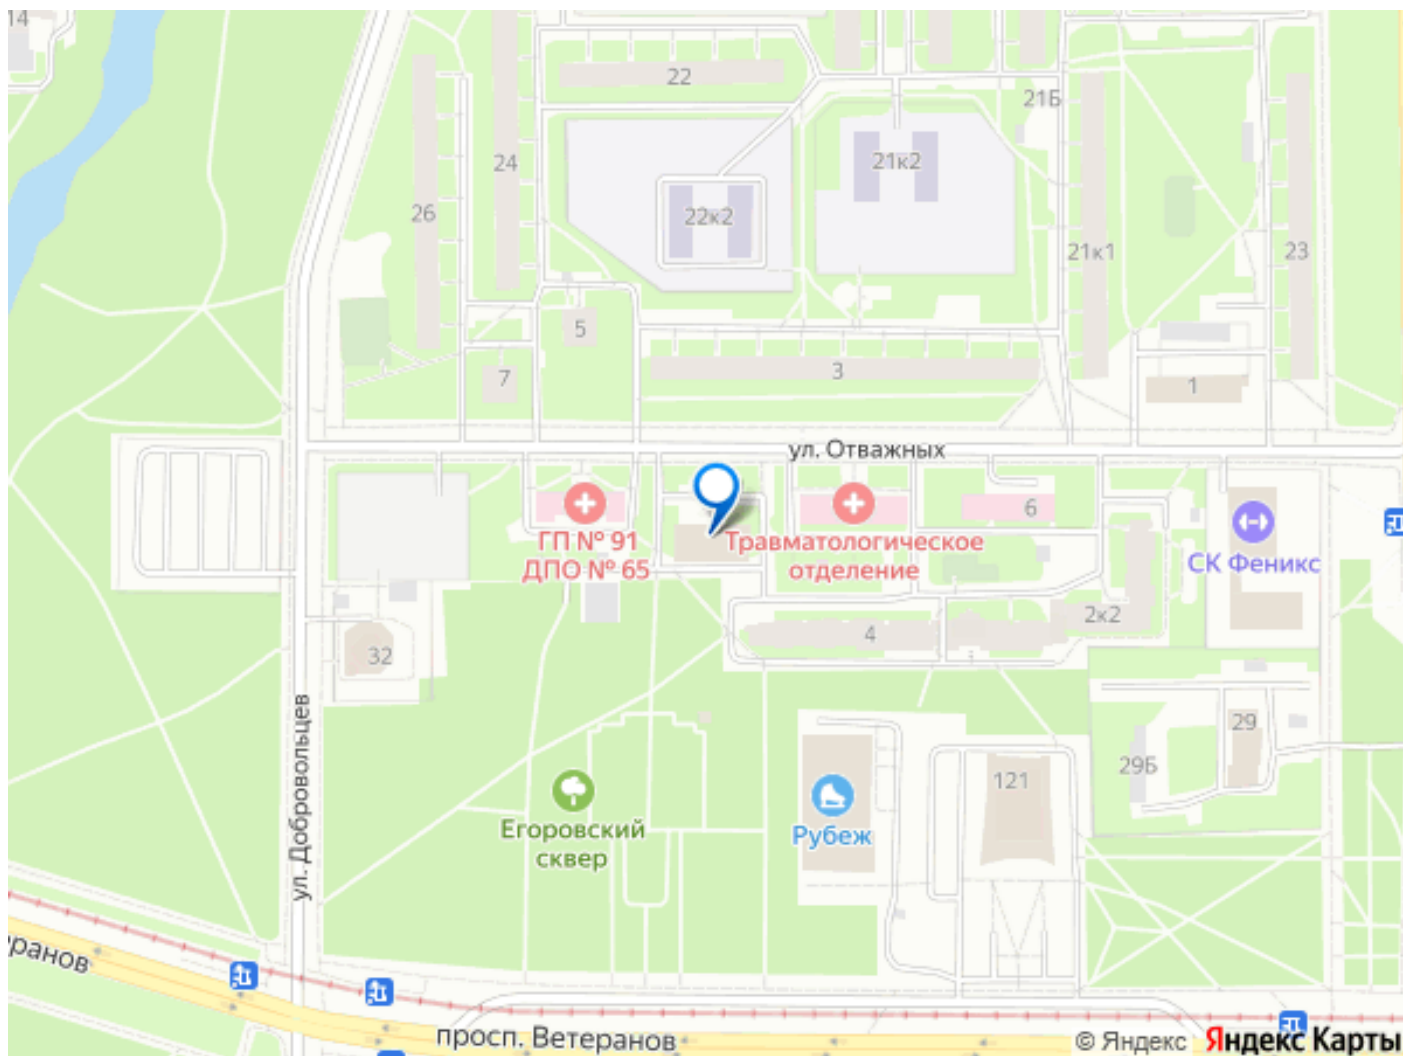 14
22
21Б
24
21к2
26
22к2
21к1
23
5
7
3
1
ул. Отважных
6
ГП № 91
ДПО № 65
Травматологическое
отделение
СК Феникс
2к2
4
32
ул. Добровольцев
29
29Б
121
Егоровский
сквер
Рубеж
еранов
просп. Ветеранов
© Яндекс Яндекс Карты